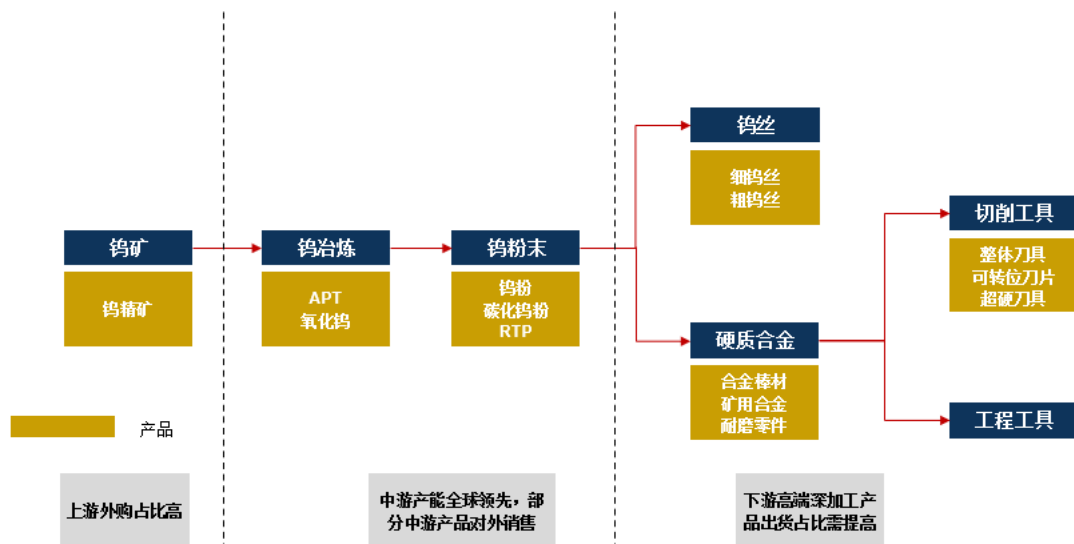 钨丝
细钨丝
粗钨丝
钨矿
钨精矿
钨冶炼
APT
氧化钨
钨粉末
钨粉
碳化钨粉
RTP
硬质合金
合金棒材
矿用合金
耐磨零件
切削工具
整体刀具
可转位刀片
超硬刀具
工程工具
产品
上游外购占比高
中游产能全球领先，部
分中游产品对外销售
下游高端深加工产
品出货占比需提高